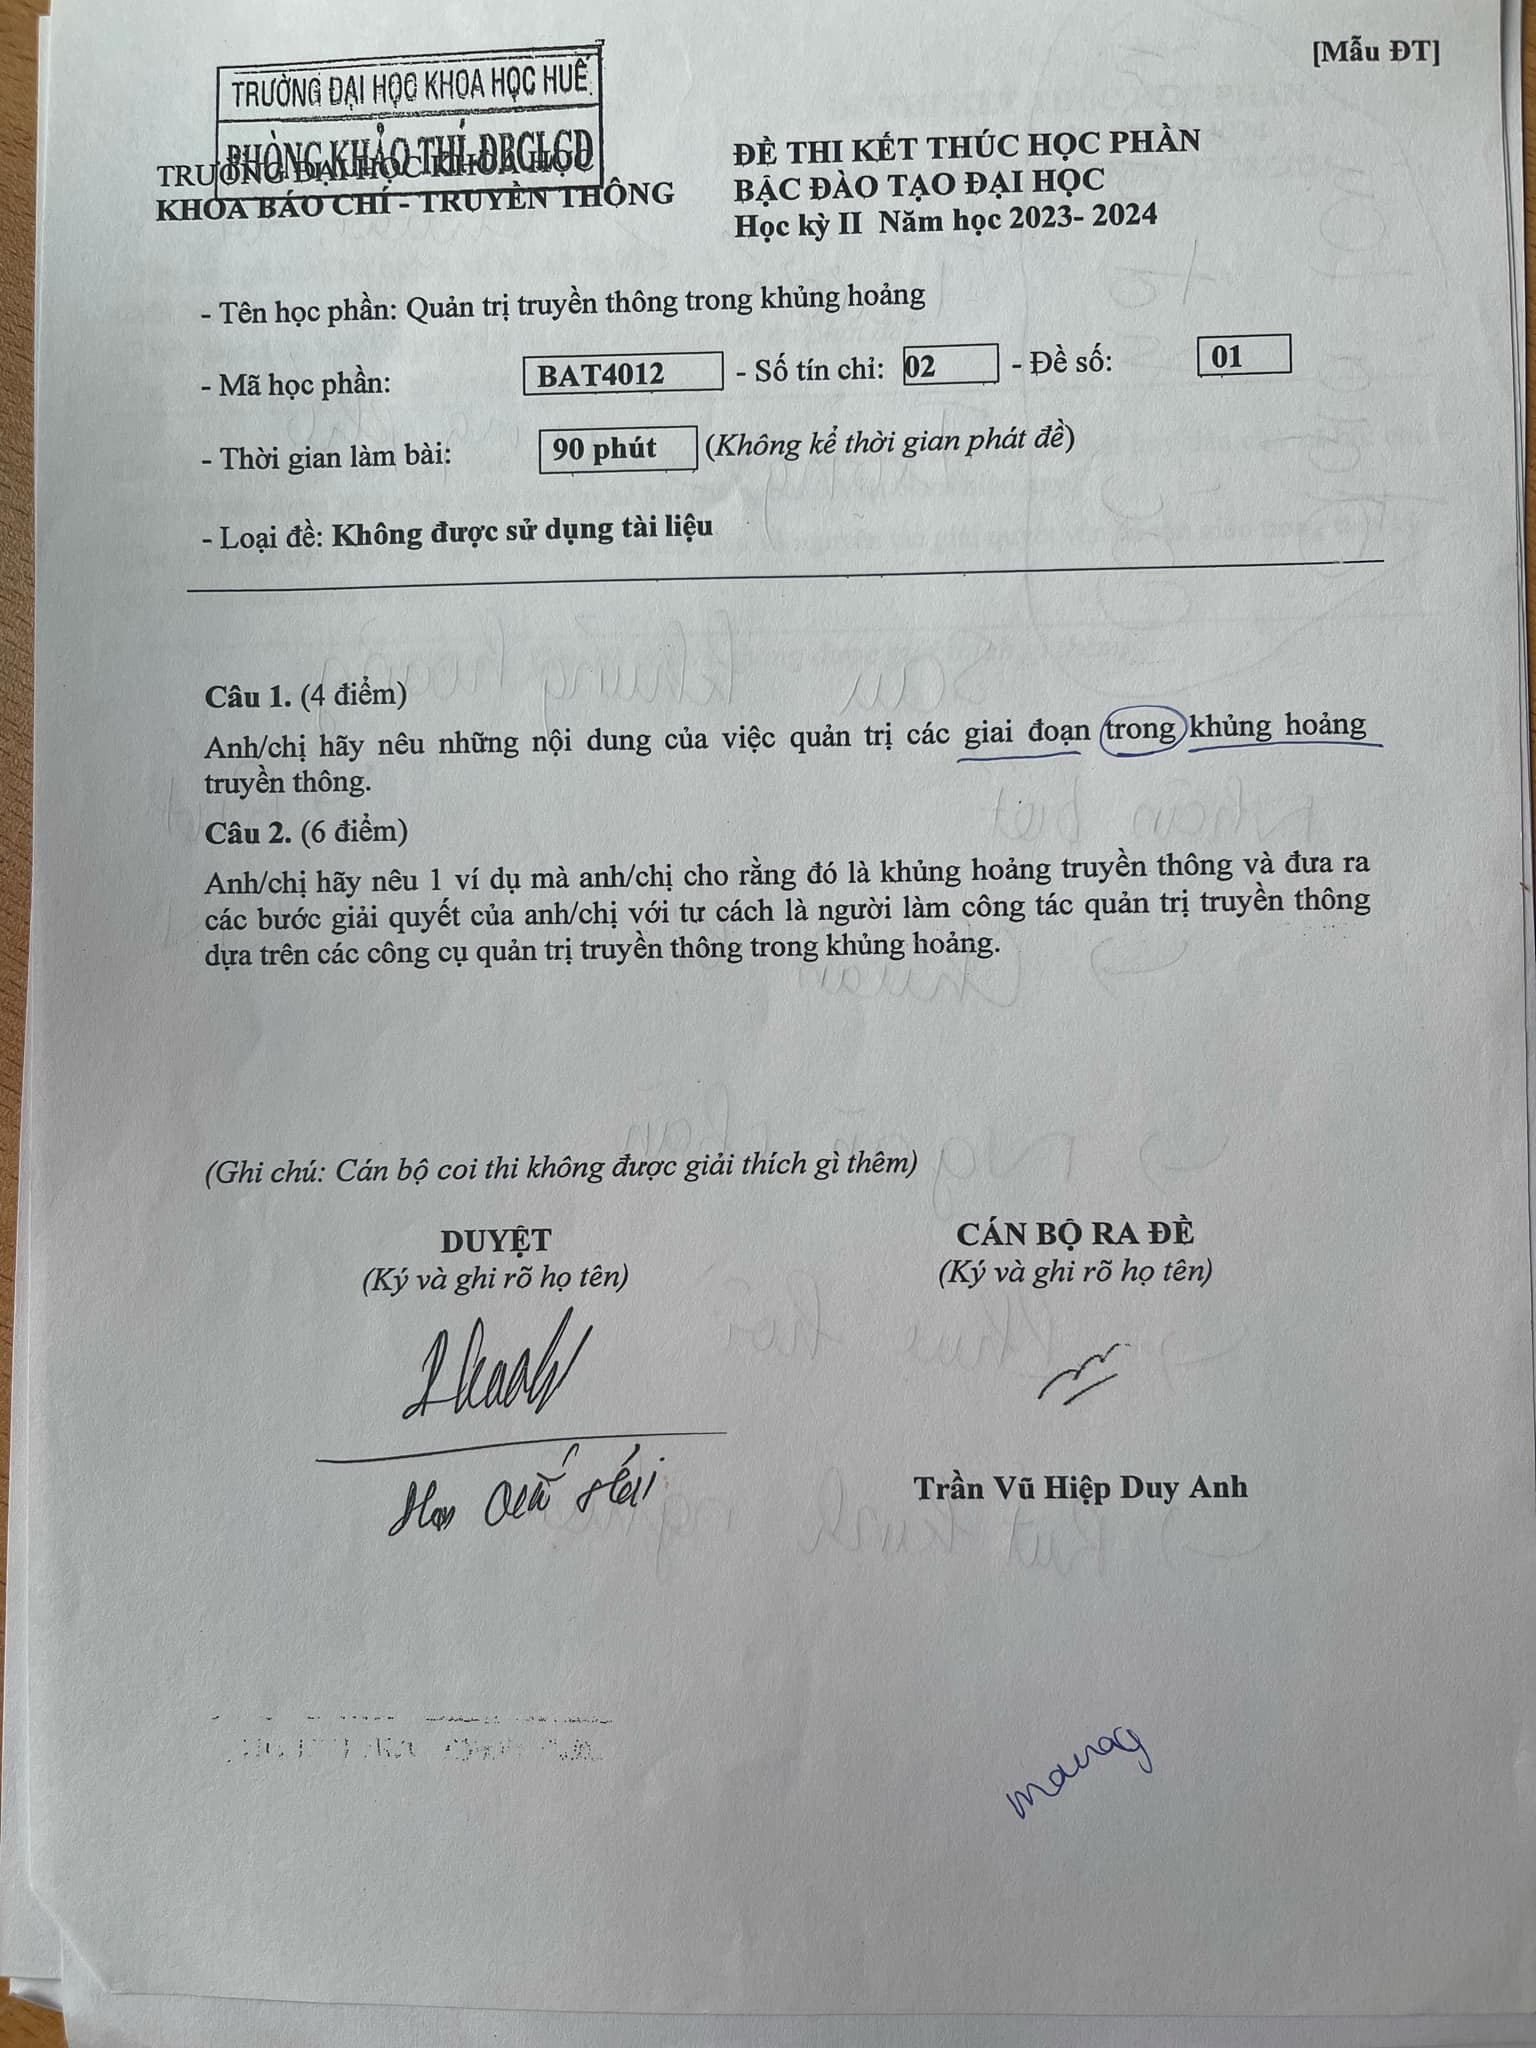 [Mẫu ĐT]
TRƯỜNG ĐẠI HỌC KHOA HỌC HUẾ
PHÒNG KHẢO THÍ-ĐBCLGD
TRƯỜNG ĐẠI HỌC KHOA HỌC
KHOA BÁO CHÍ - TRUYỀN THÔNG
ĐỀ THI KẾT THÚC HỌC PHẦN
BẬC ĐÀO TẠO ĐẠI HỌC
Học kỳ II Năm học 2023- 2024
- Tên học phần: Quản trị truyền thông trong khủng hoảng
- Mã học phần: BAT4012 - Số tín chỉ: 02 - Đề số: 01
- Thời gian làm bài: 90 phút (Không kể thời gian phát đề)
- Loại đề: Không được sử dụng tài liệu
Câu 1. (4 điểm)
Anh/chị hãy nêu những nội dung của việc quản trị các giai đoạn trong khủng hoảng
truyền thông.
Câu 2. (6 điểm)
Anh/chị hãy nêu 1 ví dụ mà anh/chị cho rằng đó là khủng hoảng truyền thông và đưa ra
các bước giải quyết của anh/chị với tư cách là người làm công tác quản trị truyền thông
dựa trên các công cụ quản trị truyền thông trong khủng hoảng.
(Ghi chú: Cán bộ coi thi không được giải thích gì thêm)
DUYỆT
(Ký và ghi rõ họ tên)
CÁN BỘ RA ĐỀ
(Ký và ghi rõ họ tên)
Trần Vũ Hiệp Duy Anh